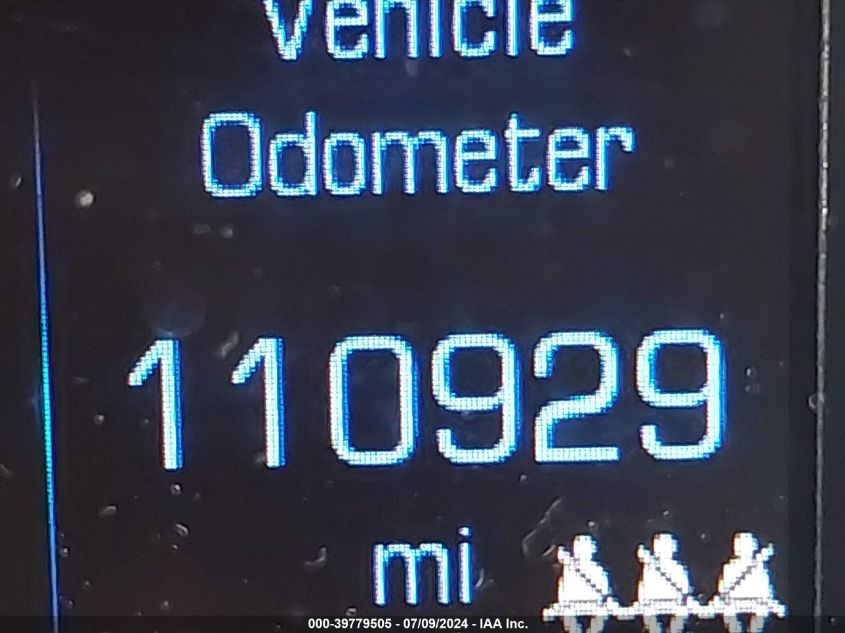 Vehicle
Odometer
110929
mi
000-39779505 - 07/09/2024 - IAA Inc.